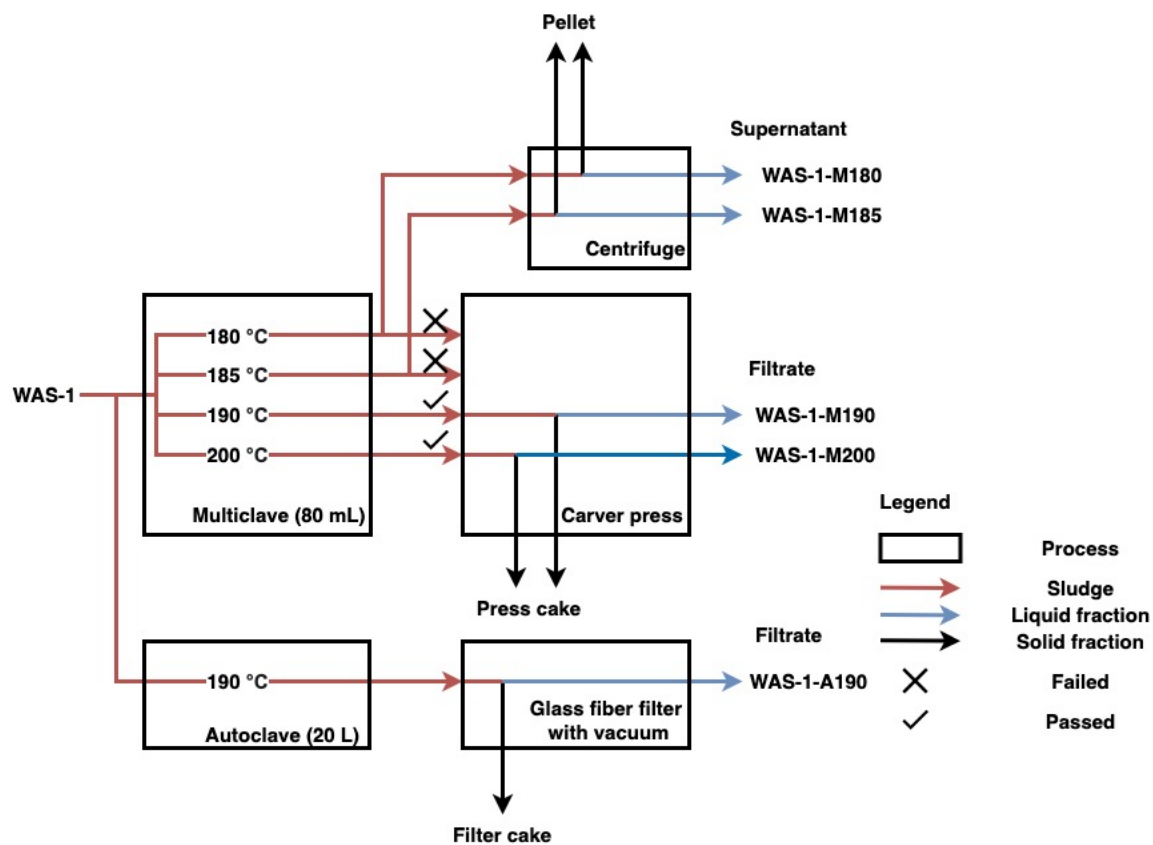 Pellet
Supernatant
WAS-1-M180
WAS-1-M185
Centrifuge
180 °C
185 °C
WAS-1
190 °C
200 °C
Multiclave (80 mL)
Carver press
Filtrate
WAS-1-M190
WAS-1-M200
Press cake
Legend
Process
Sludge
Liquid fraction
Solid fraction
Failed
Passed
190 °C
Autoclave (20 L)
Glass fiber filter
with vacuum
Filtrate
WAS-1-A190
Filter cake